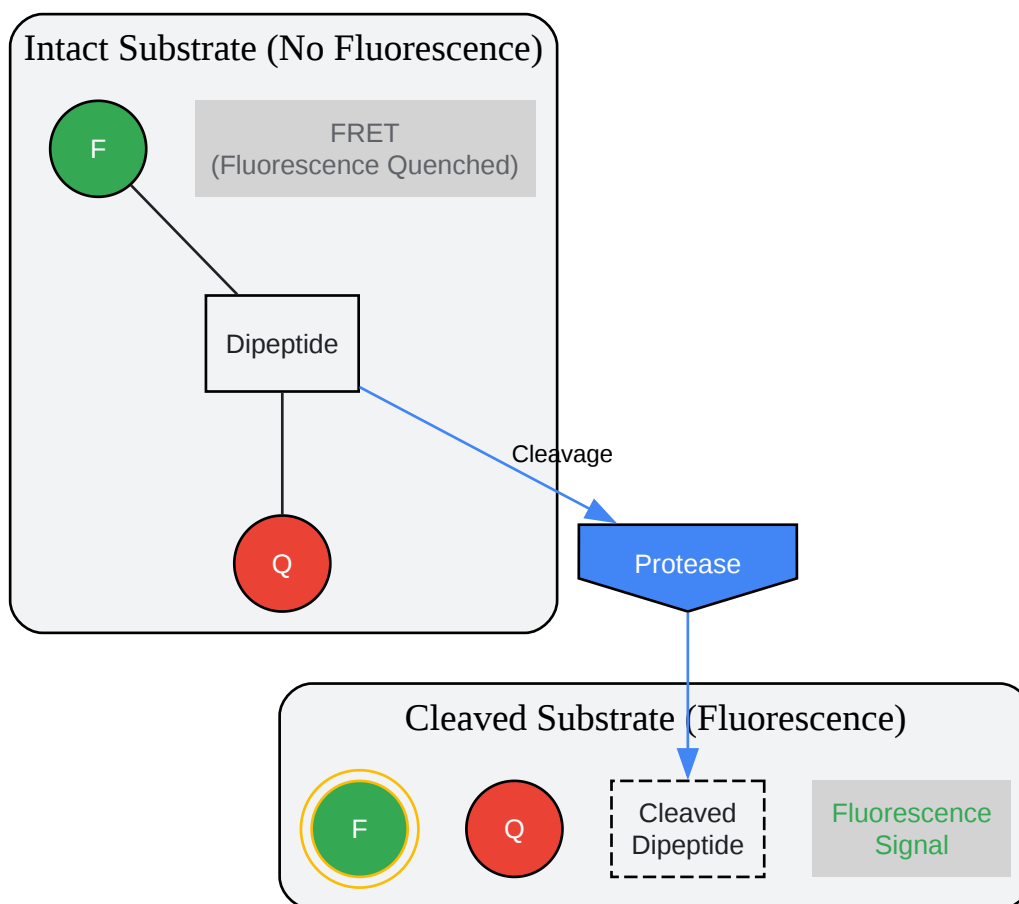 Intact Substrate (No Fluorescence)
F
FRET
(Fluorescence Quenched)
Dipeptide
Cleavage
Q
Protease
Cleaved Substrate (Fluorescence)
F
Q
Cleaved
Dipeptide
Fluorescence
Signal